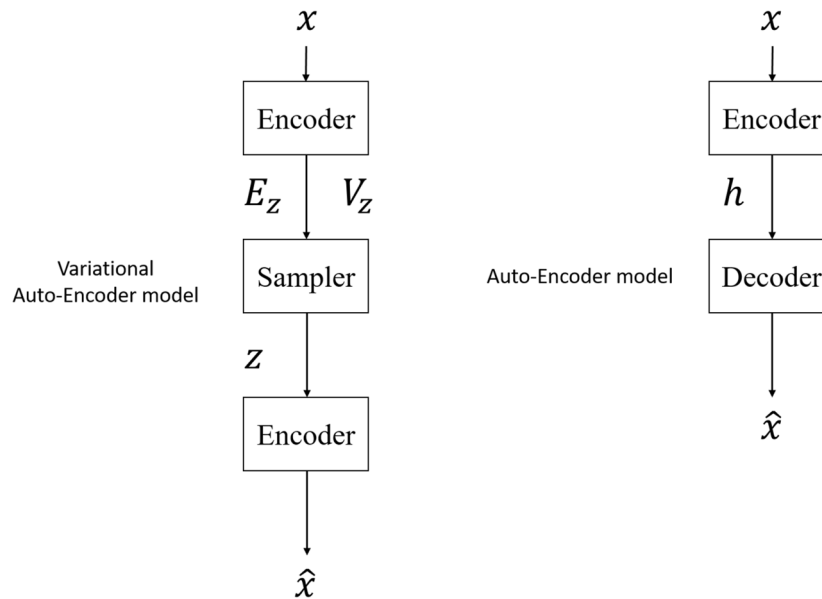 x
Encoder
E_z V_z
Variational
Auto-Encoder model
Sampler
z
Encoder
x̂
x
Encoder
h
Auto-Encoder model
Decoder
x̂